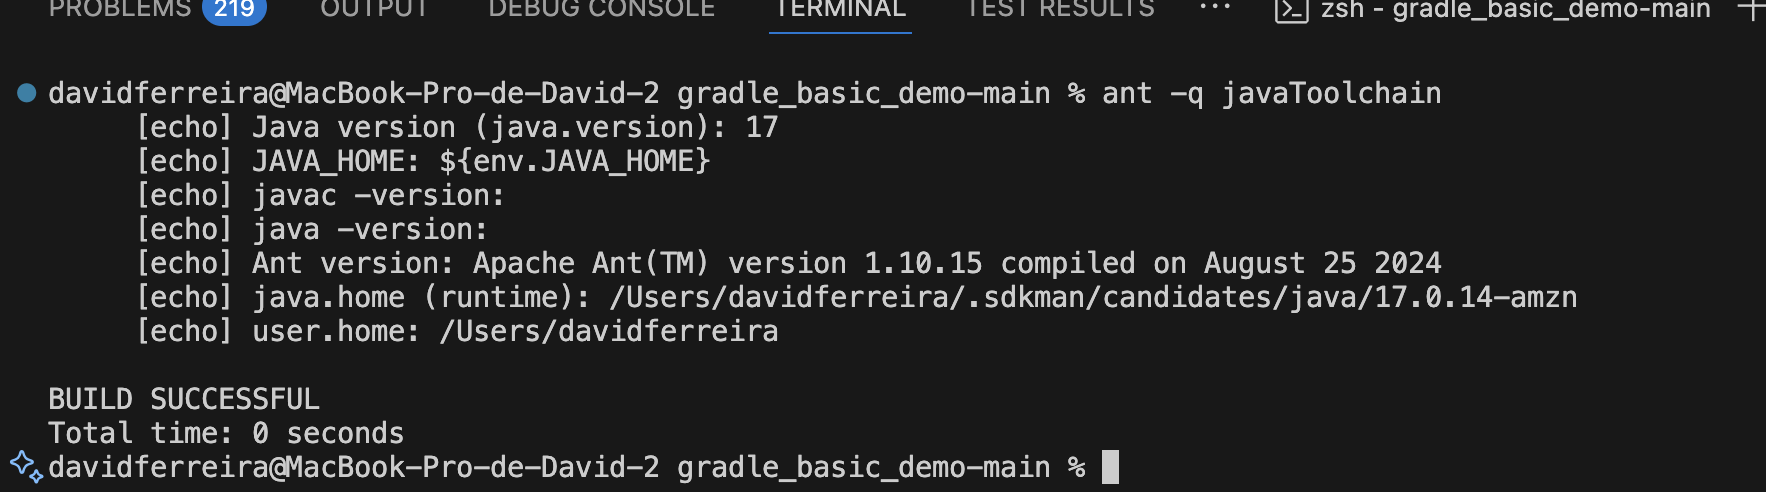 PROBLEMS 219 OUTPUT DEBUG CONSOLE TERMINAL TEST RESULTS ··· zsh - gradle_basic_demo-main +
davidferreira@MacBook-Pro-de-David-2 gradle_basic_demo-main % ant -q javaToolchain
[echo] Java version (java.version): 17
[echo] JAVA_HOME: ${env.JAVA_HOME}
[echo] javac -version:
[echo] java -version:
[echo] Ant version: Apache Ant(TM) version 1.10.15 compiled on August 25 2024
[echo] java.home (runtime): /Users/davidferreira/.sdkman/candidates/java/17.0.14-amzn
[echo] user.home: /Users/davidferreira
BUILD SUCCESSFUL
Total time: 0 seconds
davidferreira@MacBook-Pro-de-David-2 gradle_basic_demo-main %